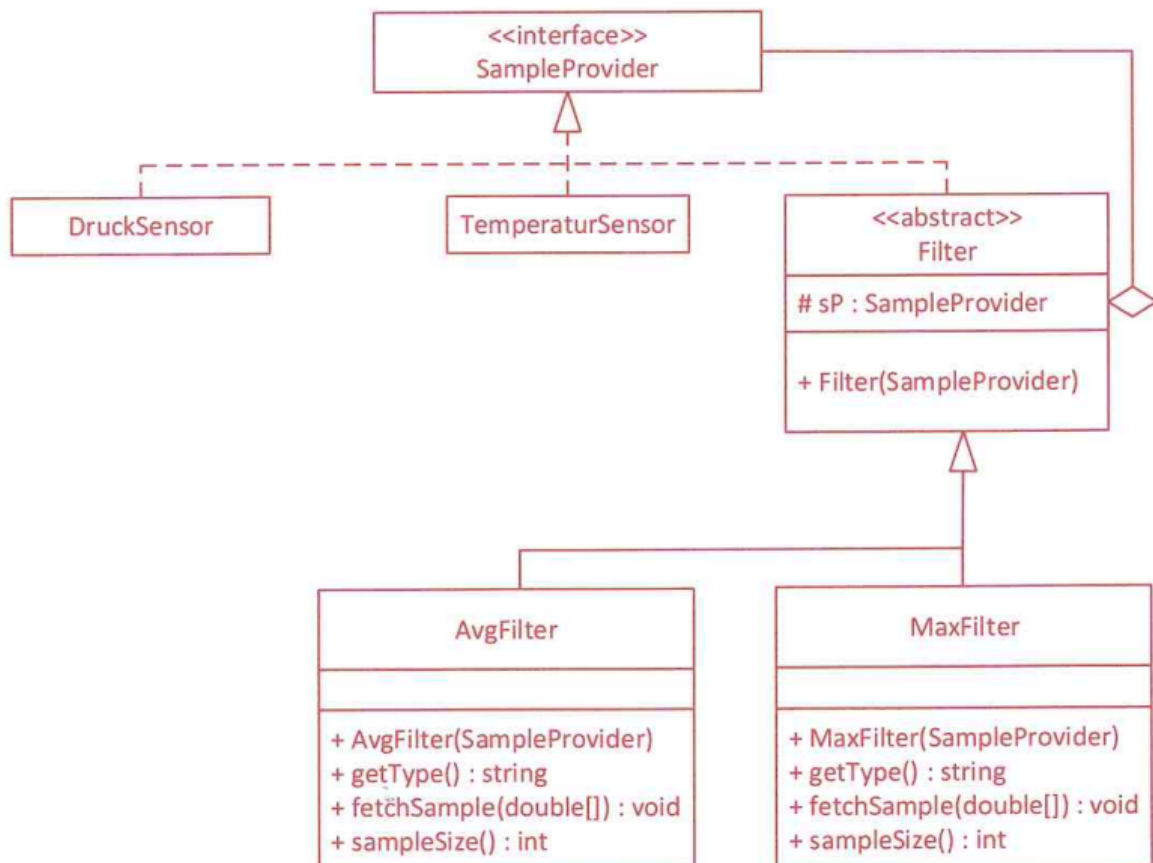 <<interface>>
SampleProvider
DruckSensor
TemperaturSensor
<<abstract>>
Filter
# sP : SampleProvider
+ Filter(SampleProvider)
AvgFilter
+ AvgFilter(SampleProvider)
+ getType() : string
+ fetchSample(double[]) : void
+ sampleSize() : int
MaxFilter
+ MaxFilter(SampleProvider)
+ getType() : string
+ fetchSample(double[]) : void
+ sampleSize() : int